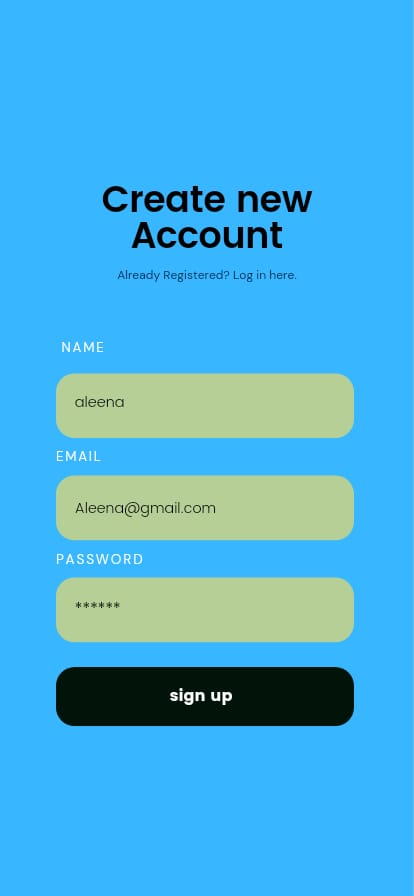 Create new
Account
Already Registered? Log in here.
NAME
aleena
EMAIL
Aleena@gmail.com
PASSWORD
******
sign up